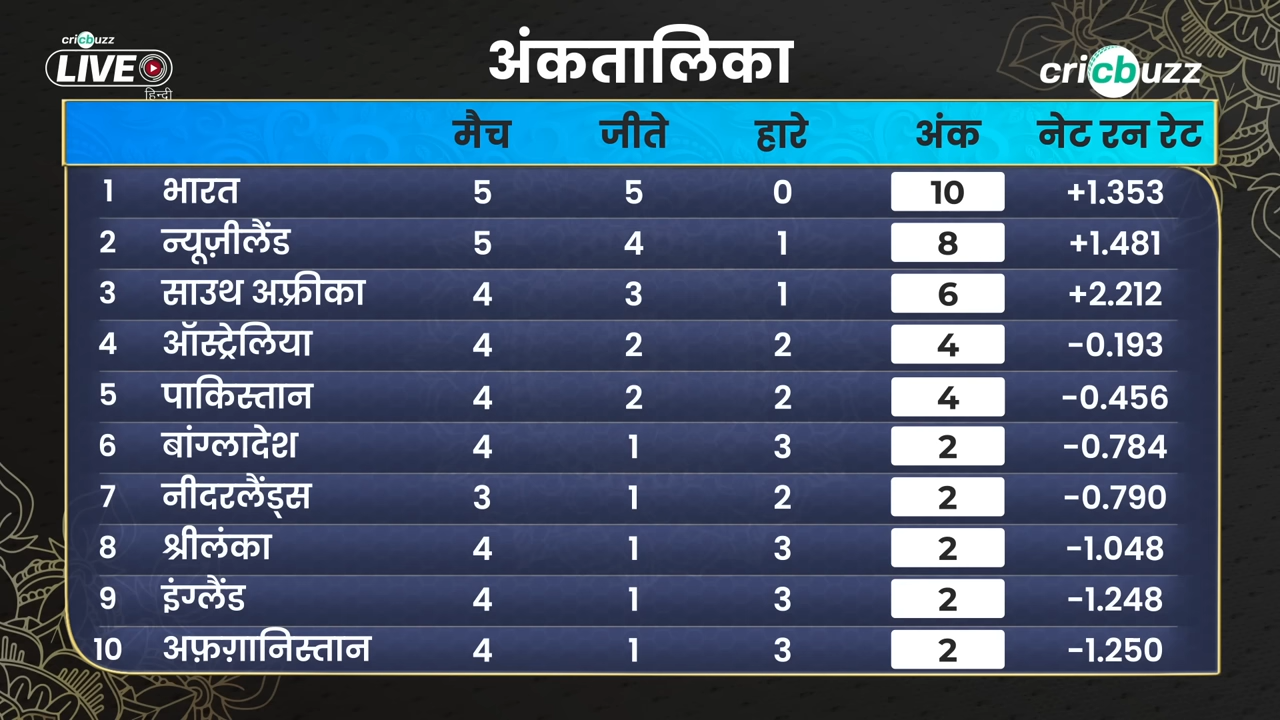 cricbuzz
LIVE
हिन्दी
अंकतालिका
cricbuzz
मैच जीते हारे अंक नेट रन रेट
1 भारत 5 5 0 10 +1.353
2 न्यूज़ीलैंड 5 4 1 8 +1.481
3 साउथ अफ़्रीका 4 3 1 6 +2.212
4 ऑस्ट्रेलिया 4 2 2 4 -0.193
5 पाकिस्तान 4 2 2 4 -0.456
6 बांग्लादेश 4 1 3 2 -0.784
7 नीदरलैंड्स 3 1 2 2 -0.790
8 श्रीलंका 4 1 3 2 -1.048
9 इंग्लैंड 4 1 3 2 -1.248
10 अफ़ग़ानिस्तान 4 1 3 2 -1.250